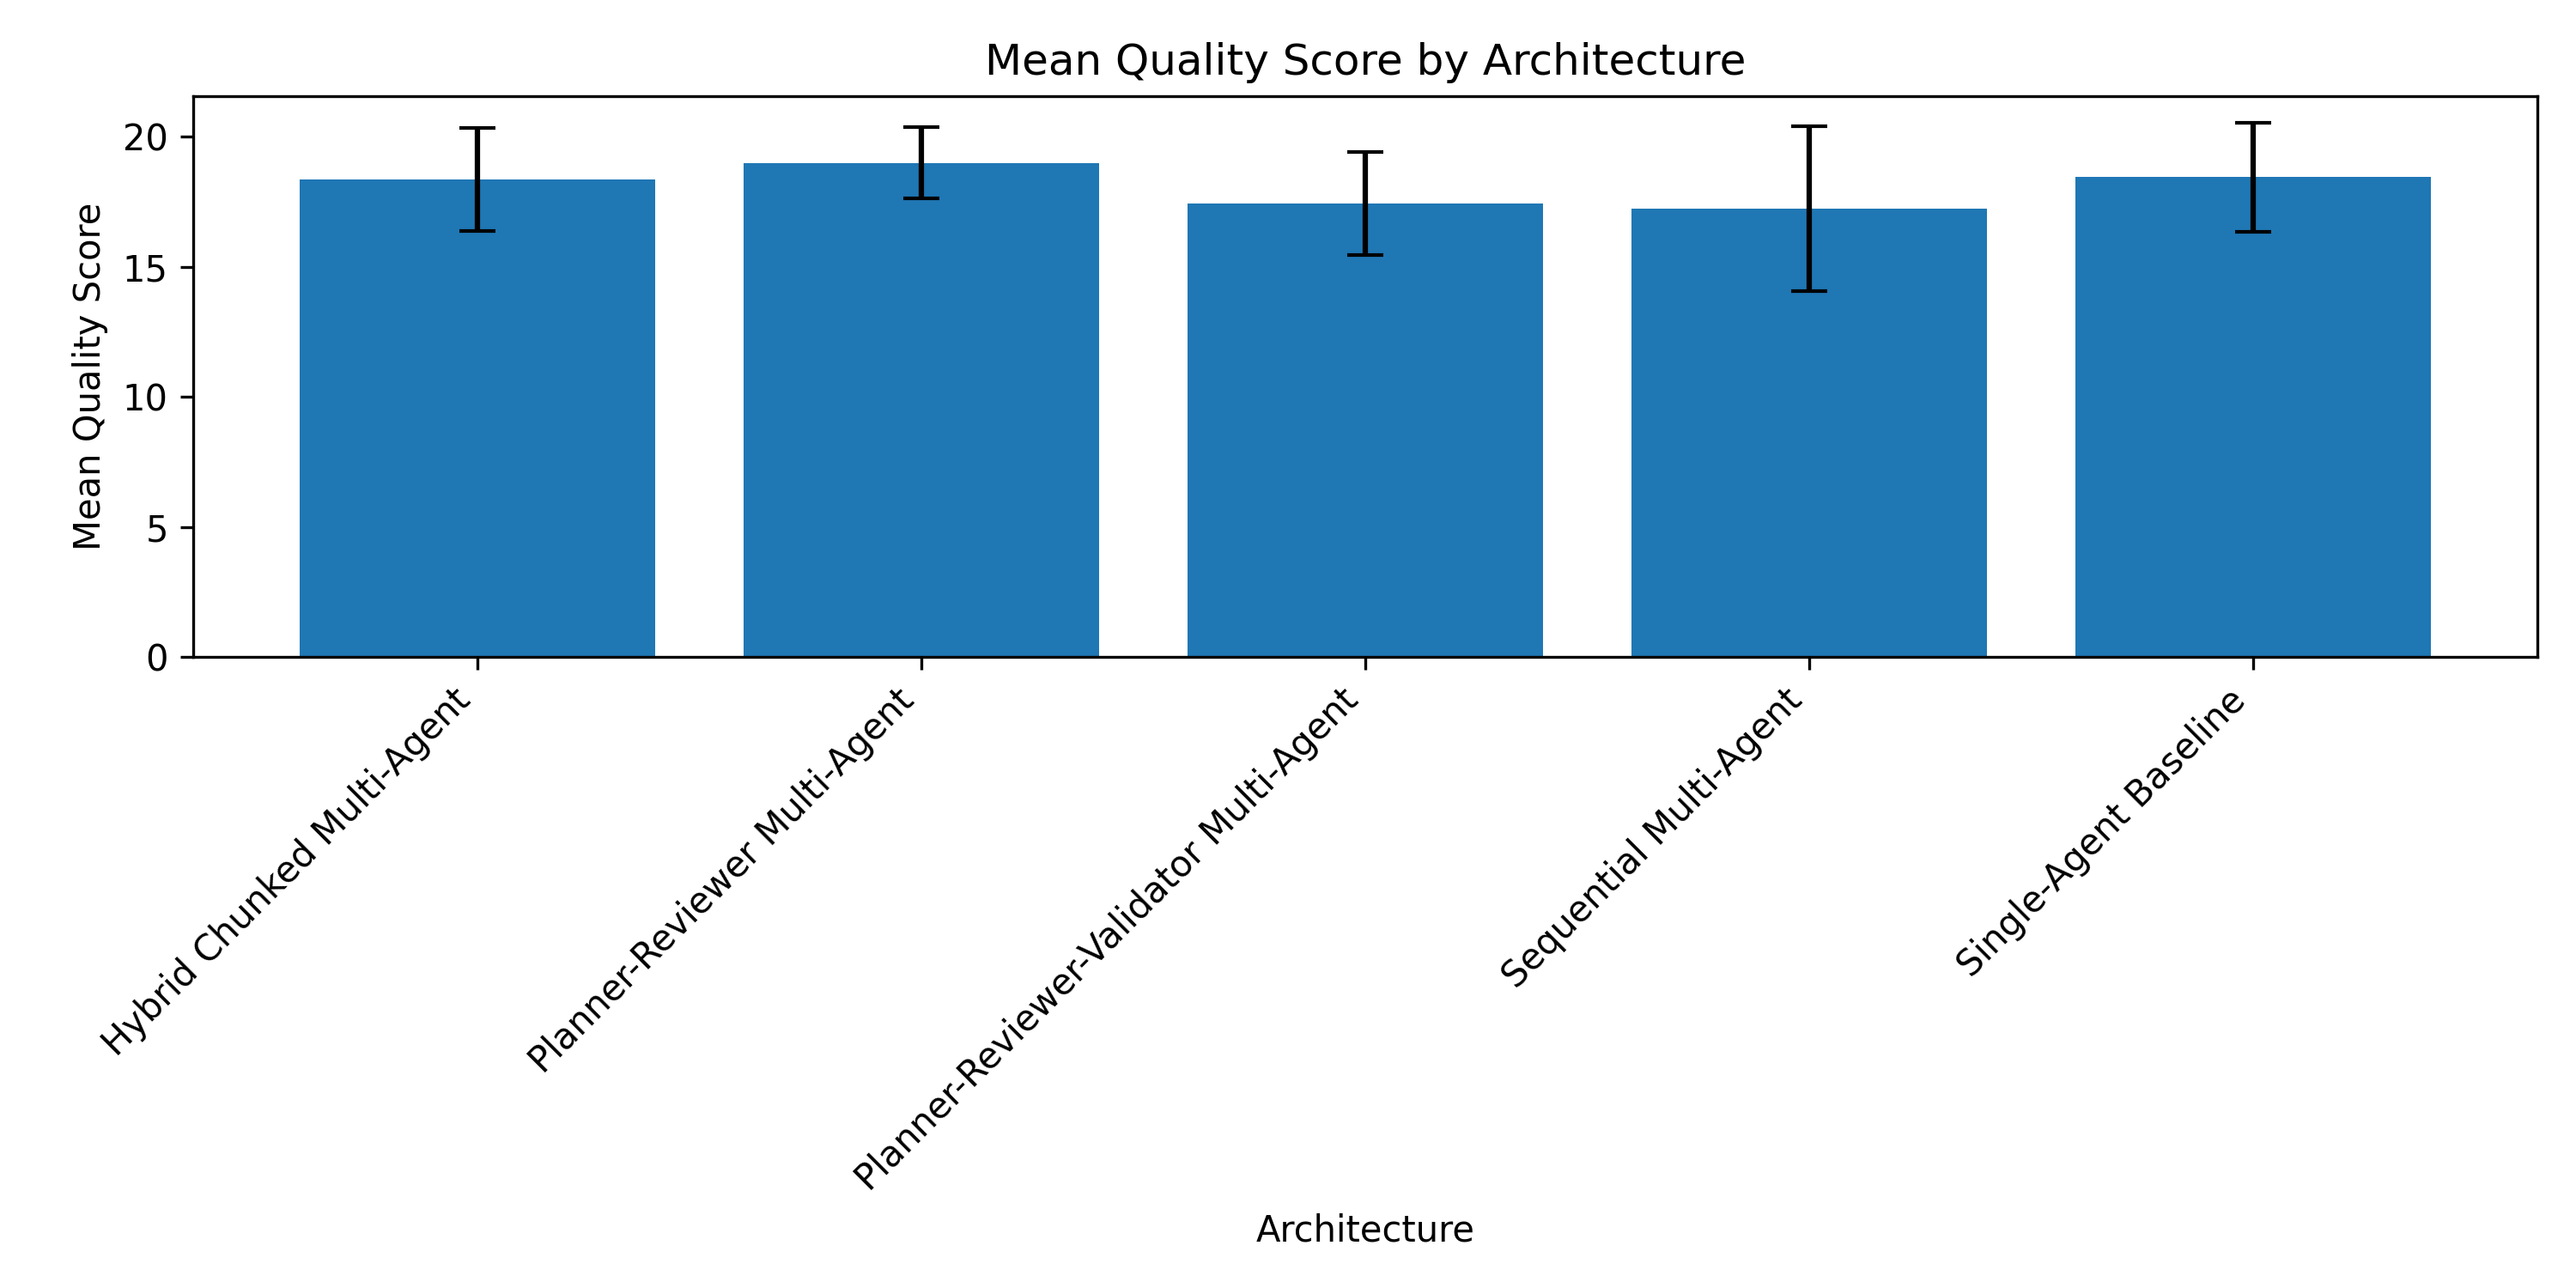 Mean Quality Score by Architecture
Mean Quality Score
20
15
10
5
0
Hybrid Chunked Multi-Agent
Planner-Reviewer Multi-Agent
Planner-Reviewer-Validator Multi-Agent
Sequential Multi-Agent
Single-Agent Baseline
Architecture